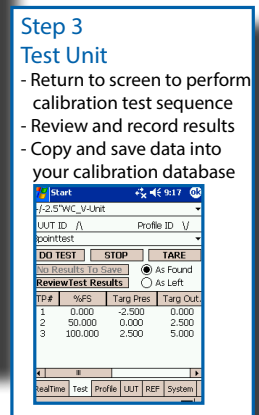 Step 3
Test Unit
- Return to screen to perform
calibration test sequence
- Review and record results
- Copy and save data into
your calibration database
Start 9:17 ok
-/-2.5"WC_V-Unit
UUT ID /\ Profile ID \/
3pointtest
DO TEST STOP TARE
No Results To Save As Found
ReviewTest Results As Left
TP# %FS Targ Pres Targ Out.
1 0.000 -2.500 0.000
2 50.000 0.000 2.500
3 100.000 2.500 5.000
RealTime Test Profile UUT REF System